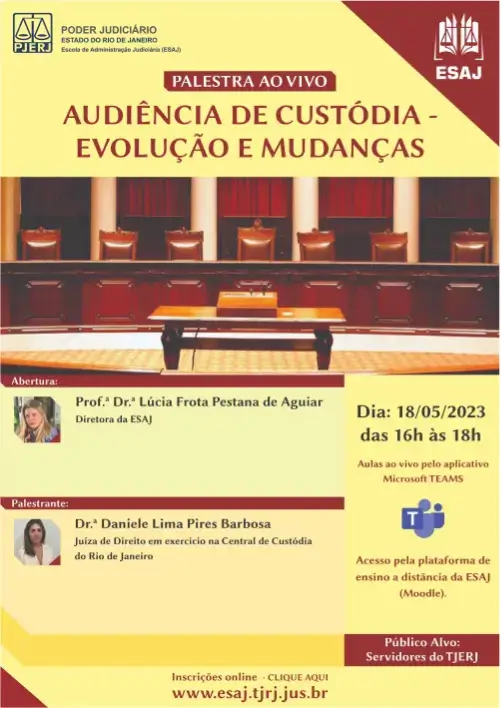 PJERJ
PODER JUDICIÁRIO
ESTADO DO RIO DE JANEIRO
Escola de Administração Judiciária (ESAJ)
ESAJ
PALESTRA AO VIVO
AUDIÊNCIA DE CUSTÓDIA -
EVOLUÇÃO E MUDANÇAS
Abertura:
Prof.ª Dr.ª Lúcia Frota Pestana de Aguiar
Diretora da ESAJ
Palestrante:
Dr.ª Daniele Lima Pires Barbosa
Juíza de Direito em exercício na Central de Custódia
do Rio de Janeiro
Dia: 18/05/2023
das 16h às 18h
Aulas ao vivo pelo aplicativo
Microsoft TEAMS
T
Acesso pela plataforma de
ensino a distância da ESAJ
(Moodle).
Público Alvo:
Servidores do TJERJ
Inscrições online - CLIQUE AQUI
www.esaj.tjrj.jus.br